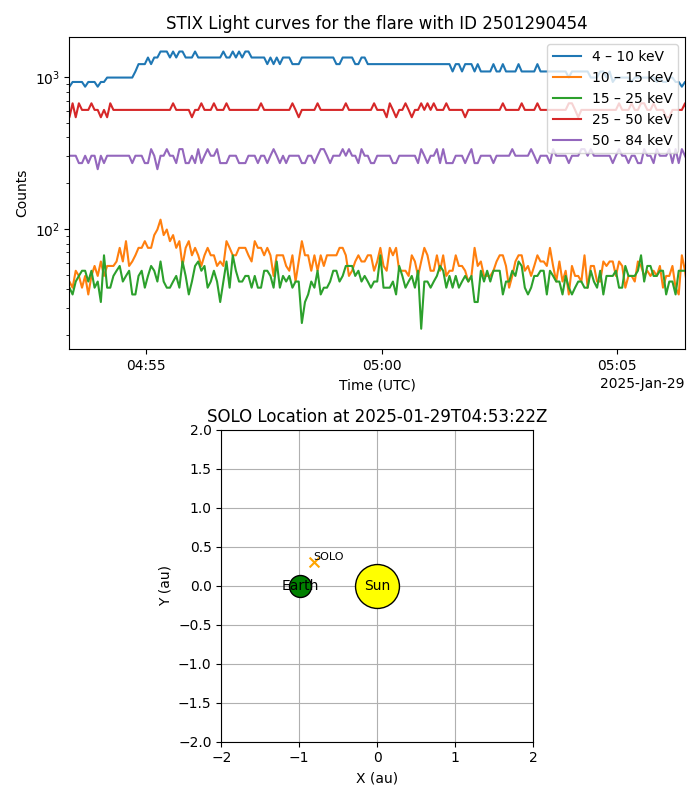 STIX Light curves for the flare with ID 2501290454
4 – 10 keV
10 – 15 keV
15 – 25 keV
25 – 50 keV
50 – 84 keV
10³
10²
Counts
04:55
05:00
05:05
Time (UTC)
2025-Jan-29
SOLO Location at 2025-01-29T04:53:22Z
2.0
1.5
1.0
0.5
0.0
−0.5
−1.0
−1.5
−2.0
Y (au)
SOLO
Earth
Sun
−2
−1
0
1
2
X (au)